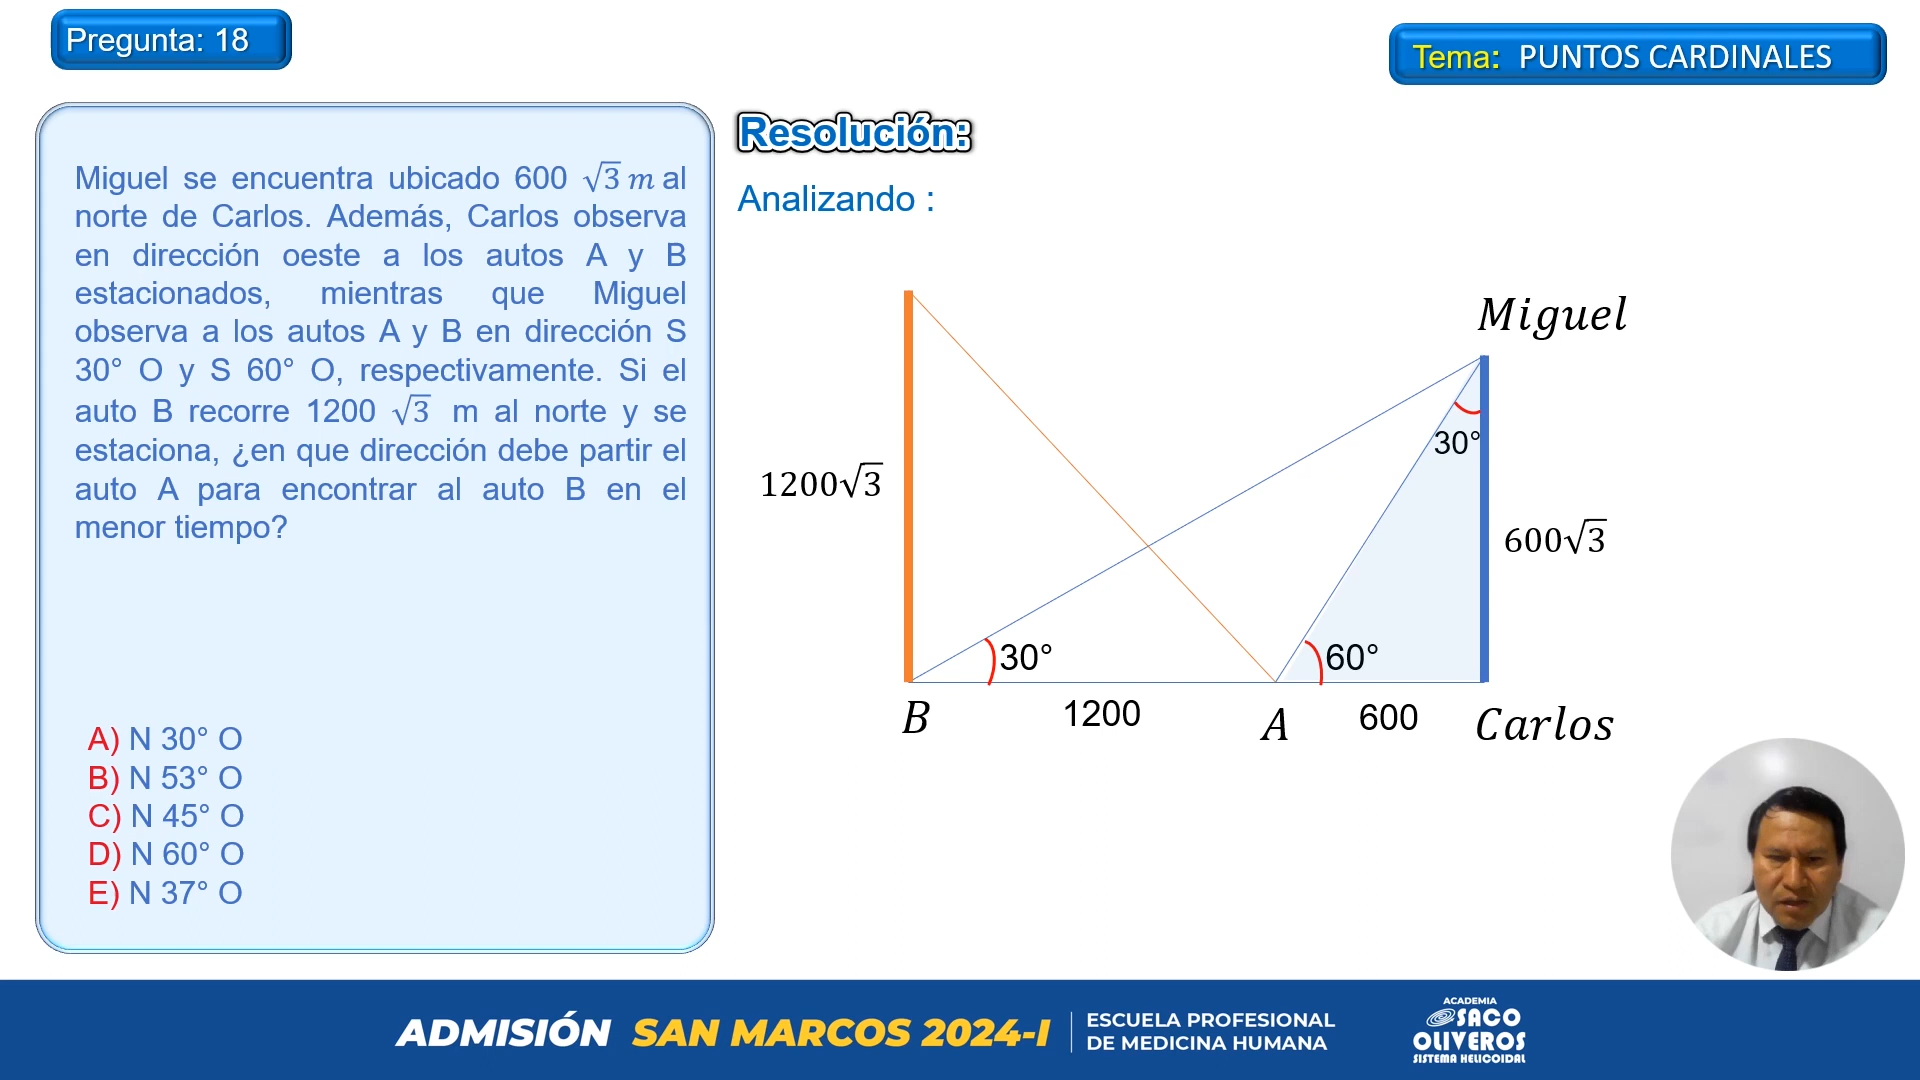 Pregunta: 18
Tema: PUNTOS CARDINALES
Miguel se encuentra ubicado 600 √3 m al
norte de Carlos. Además, Carlos observa
en dirección oeste a los autos A y B
estacionados, mientras que Miguel
observa a los autos A y B en dirección S
30° O y S 60° O, respectivamente. Si el
auto B recorre 1200 √3 m al norte y se
estaciona, ¿en que dirección debe partir el
auto A para encontrar al auto B en el
menor tiempo?
A) N 30° O
B) N 53° O
C) N 45° O
D) N 60° O
E) N 37° O
Resolución:
Analizando :
Miguel
30°
1200√3
600√3
30°
60°
B
1200
A
600
Carlos
ADMISIÓN SAN MARCOS 2024-I
ESCUELA PROFESIONAL
DE MEDICINA HUMANA
ACADEMIA
SACO
OLIVEROS
SISTEMA HELICOIDAL